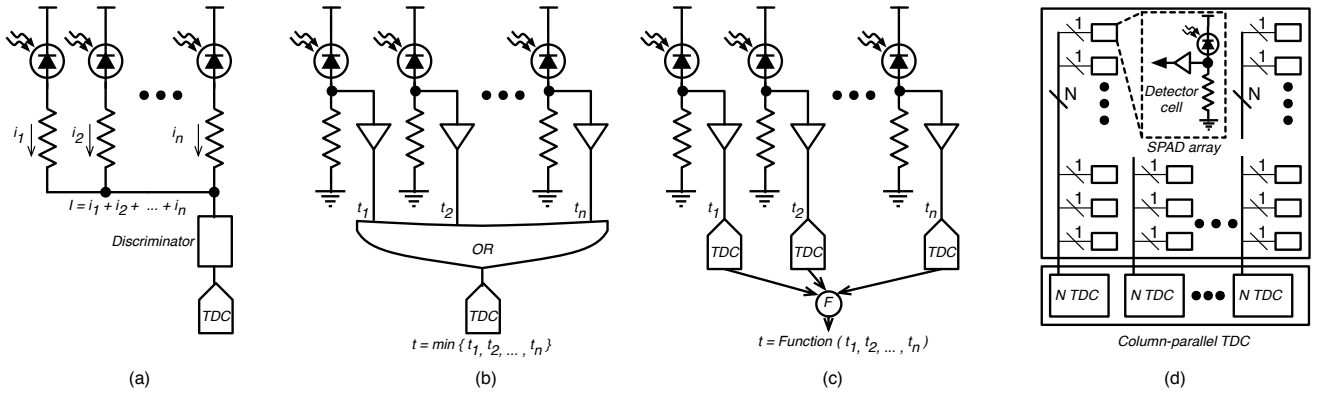 i1 i2 in
I = i1 + i2 + ... + in
Discriminator
TDC
(a)
t1 t2 tn
OR
TDC
t = min { t1, t2, ... , tn }
(b)
t1 t2 tn
TDC TDC TDC
F
t = Function ( t1, t2, ... , tn )
(c)
1 1
1 1
N N
Detector
cell
SPAD array
1 1 1
1 1 1
1 1 1
N TDC N TDC N TDC
Column-parallel TDC
(d)